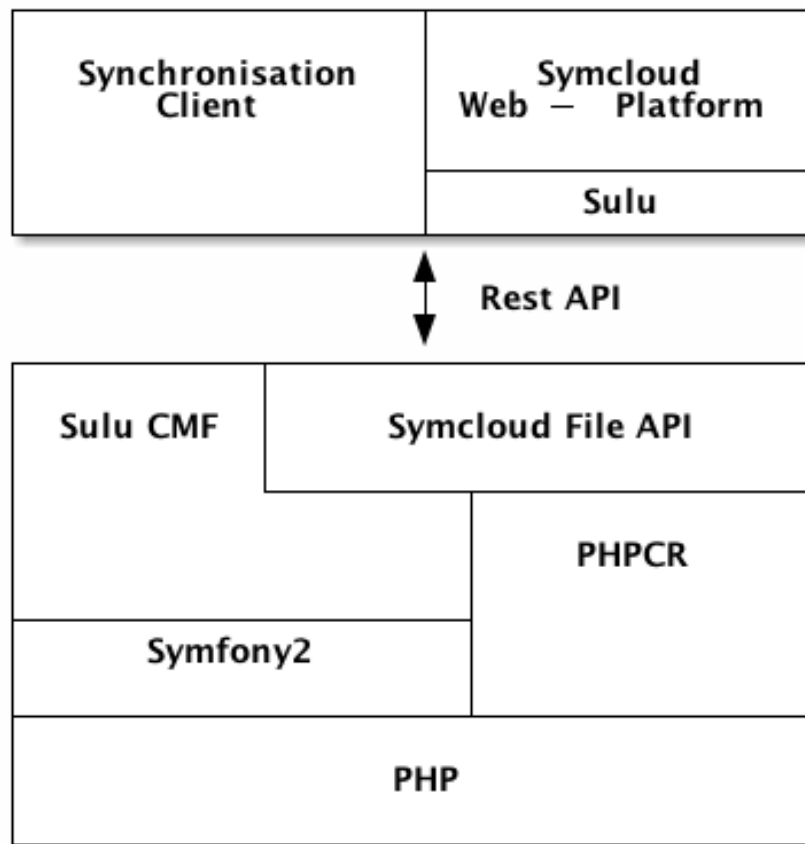 Synchronisation
Client
Symcloud
Web – Platform
Sulu
Rest API
Sulu CMF
Symcloud File API
PHPCR
Symfony2
PHP